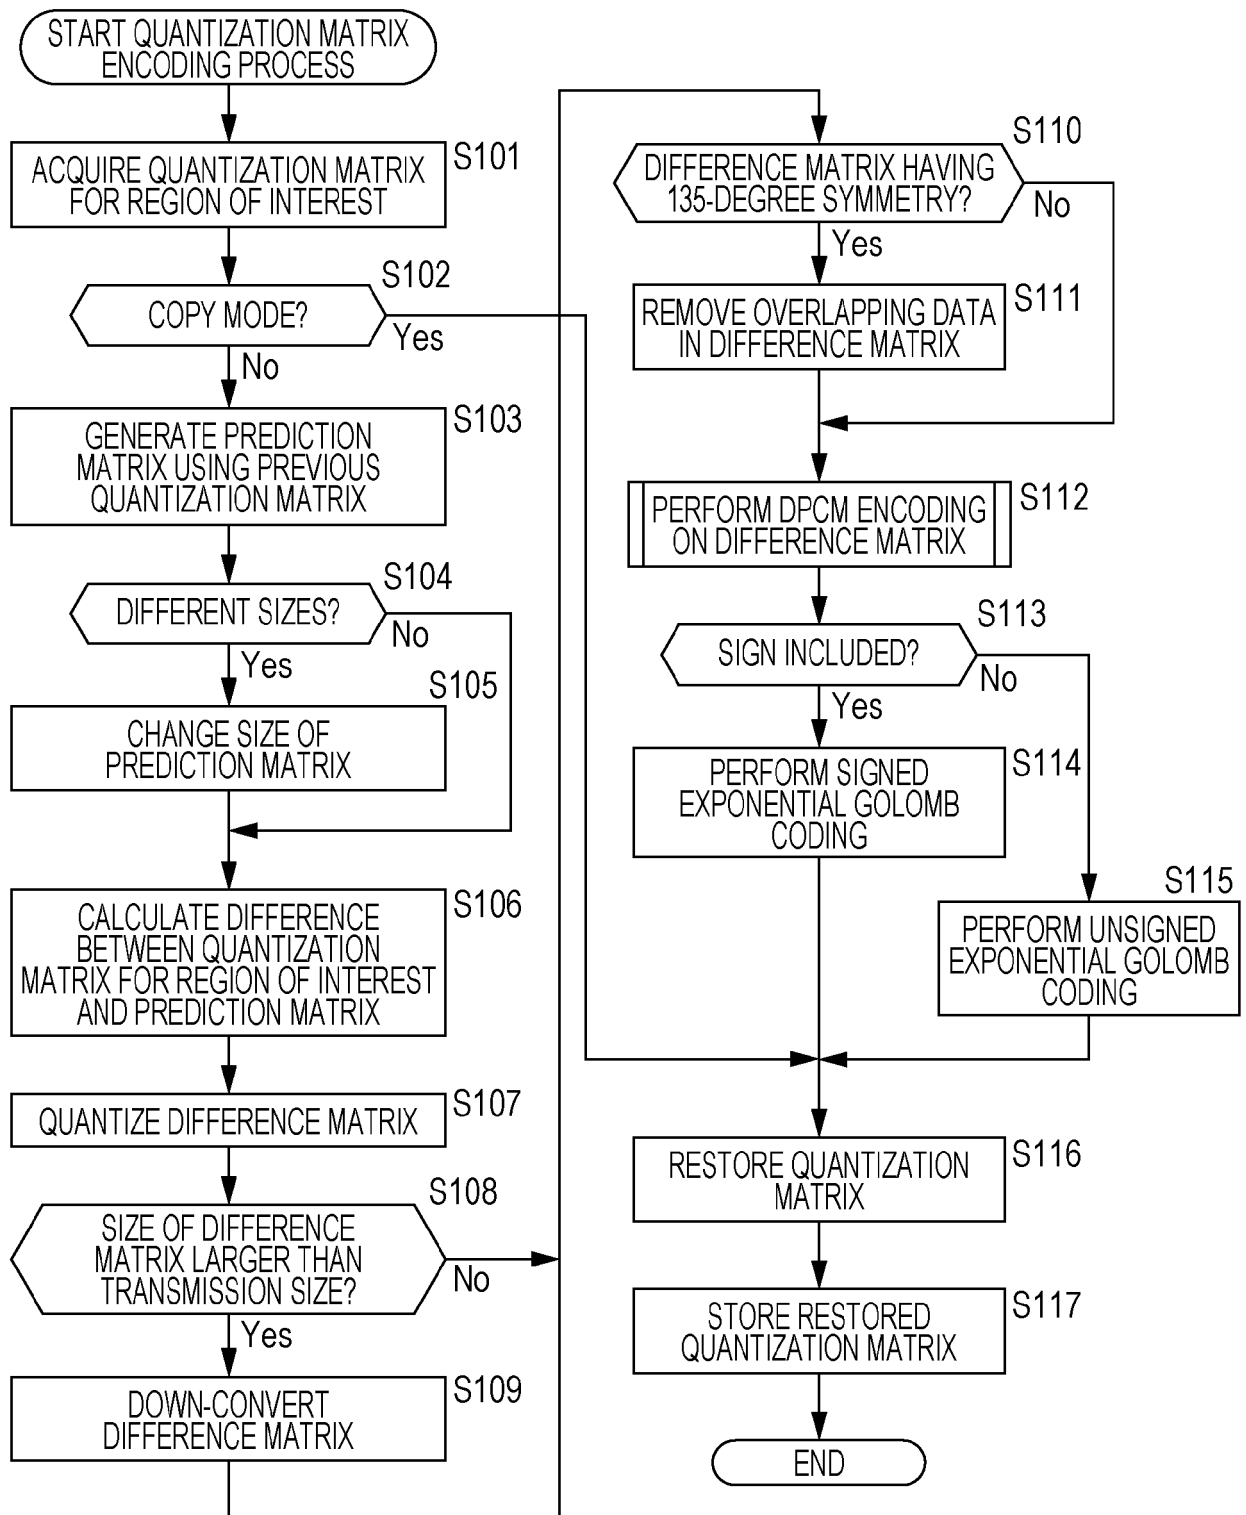 START QUANTIZATION MATRIX
ENCODING PROCESS
S101
ACQUIRE QUANTIZATION MATRIX
FOR REGION OF INTEREST
S102
COPY MODE?
Yes
No
S103
GENERATE PREDICTION
MATRIX USING PREVIOUS
QUANTIZATION MATRIX
S104
DIFFERENT SIZES?
No
Yes
S105
CHANGE SIZE OF
PREDICTION MATRIX
S106
CALCULATE DIFFERENCE
BETWEEN QUANTIZATION
MATRIX FOR REGION OF INTEREST
AND PREDICTION MATRIX
S107
QUANTIZE DIFFERENCE MATRIX
S108
SIZE OF DIFFERENCE
MATRIX LARGER THAN
TRANSMISSION SIZE?
No
Yes
S109
DOWN-CONVERT
DIFFERENCE MATRIX
S110
DIFFERENCE MATRIX HAVING
135-DEGREE SYMMETRY?
No
Yes
S111
REMOVE OVERLAPPING DATA
IN DIFFERENCE MATRIX
S112
PERFORM DPCM ENCODING
ON DIFFERENCE MATRIX
S113
SIGN INCLUDED?
No
Yes
S114
PERFORM SIGNED
EXPONENTIAL GOLOMB
CODING
S115
PERFORM UNSIGNED
EXPONENTIAL GOLOMB
CODING
S116
RESTORE QUANTIZATION
MATRIX
S117
STORE RESTORED
QUANTIZATION MATRIX
END